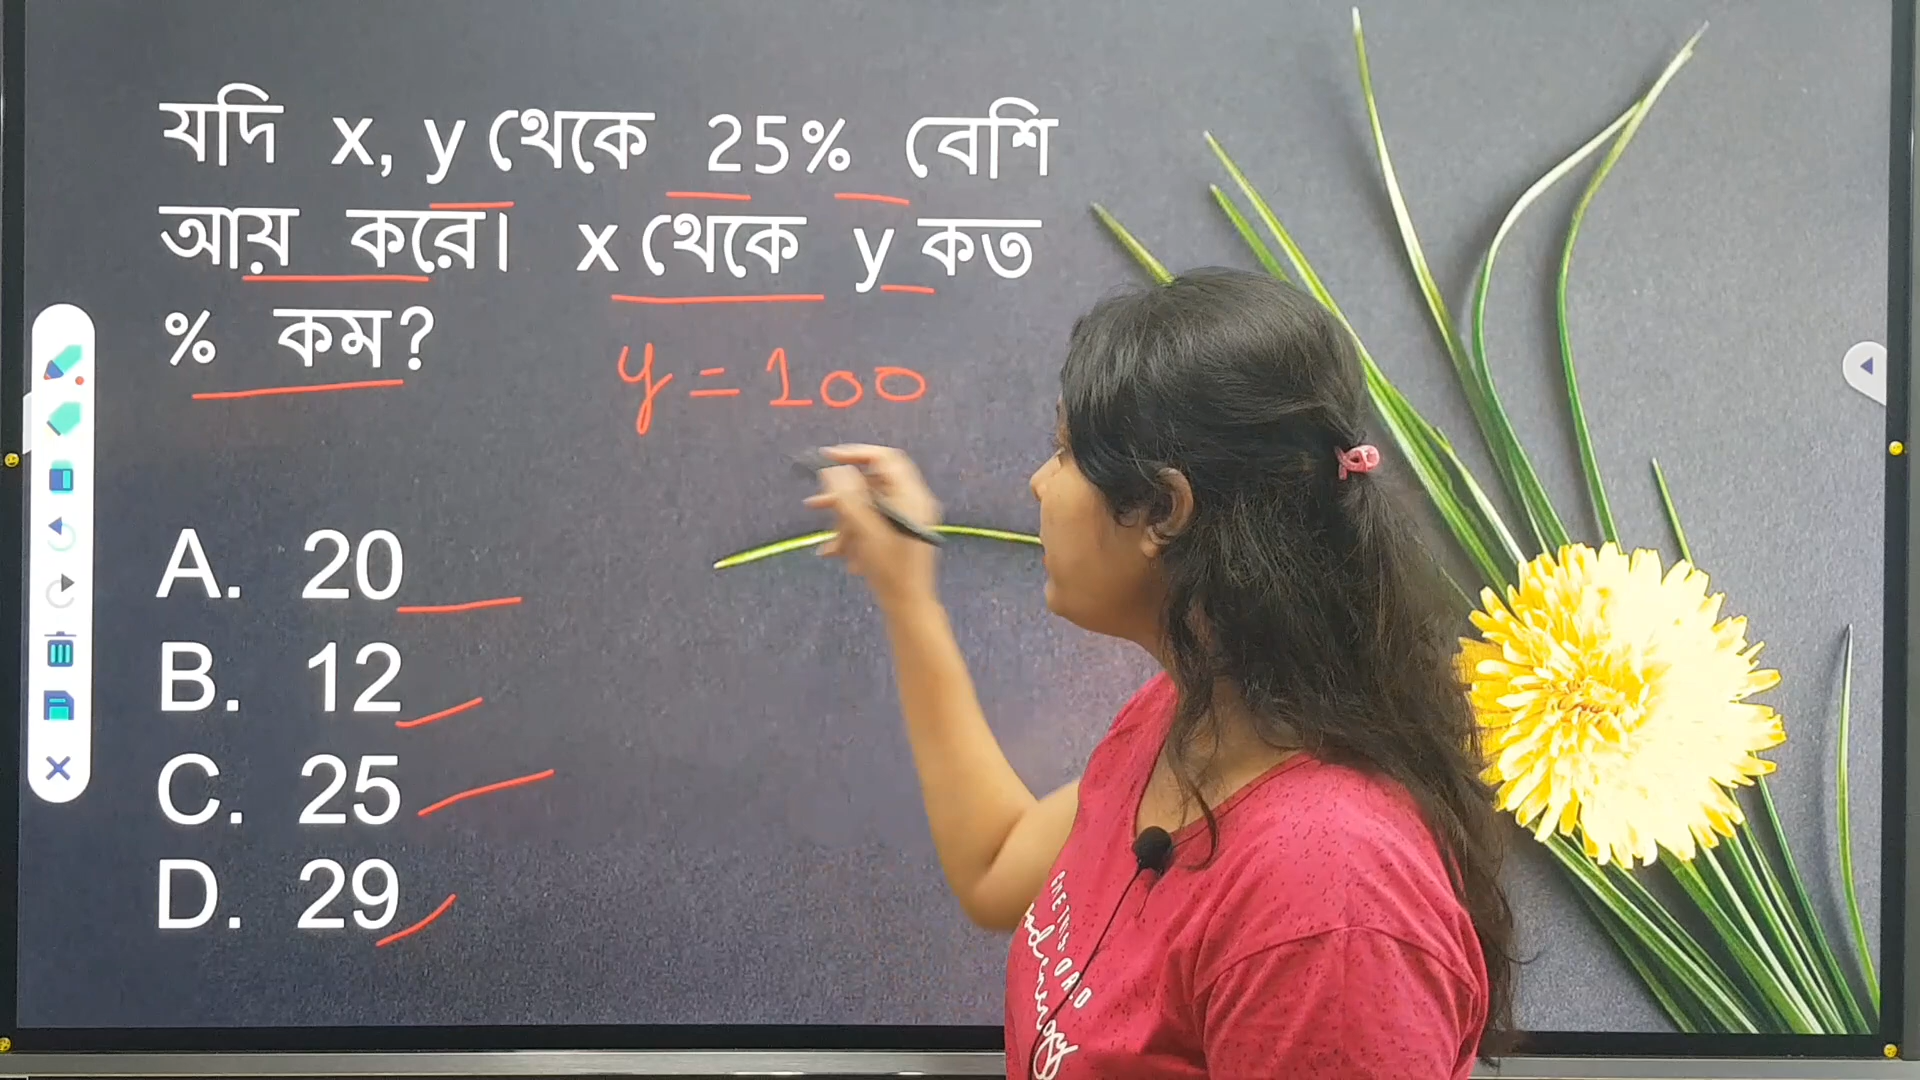 যদি x, y থেকে 25% বেশি
আয় করে। x থেকে y কত
% কম?
y = 100
A. 20
B. 12
C. 25
D. 29